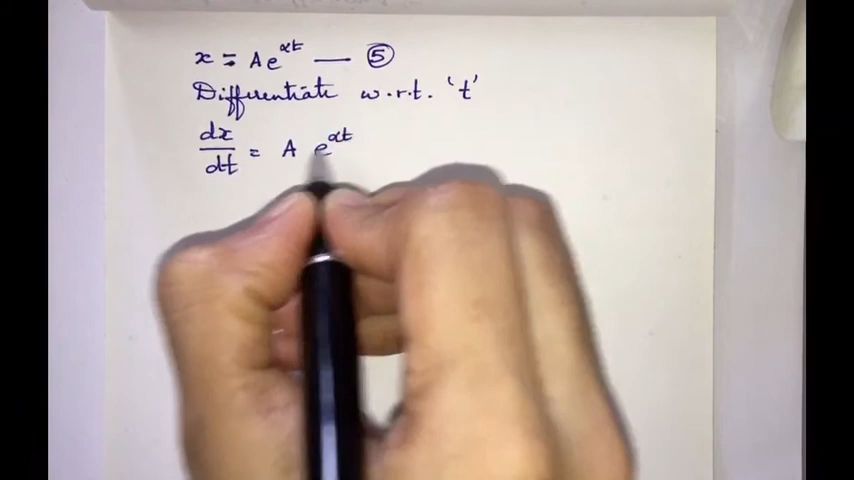 x = Ae^αt — ⑤
Differentiate w.r.t. 't'
dx/dt = A e^αt